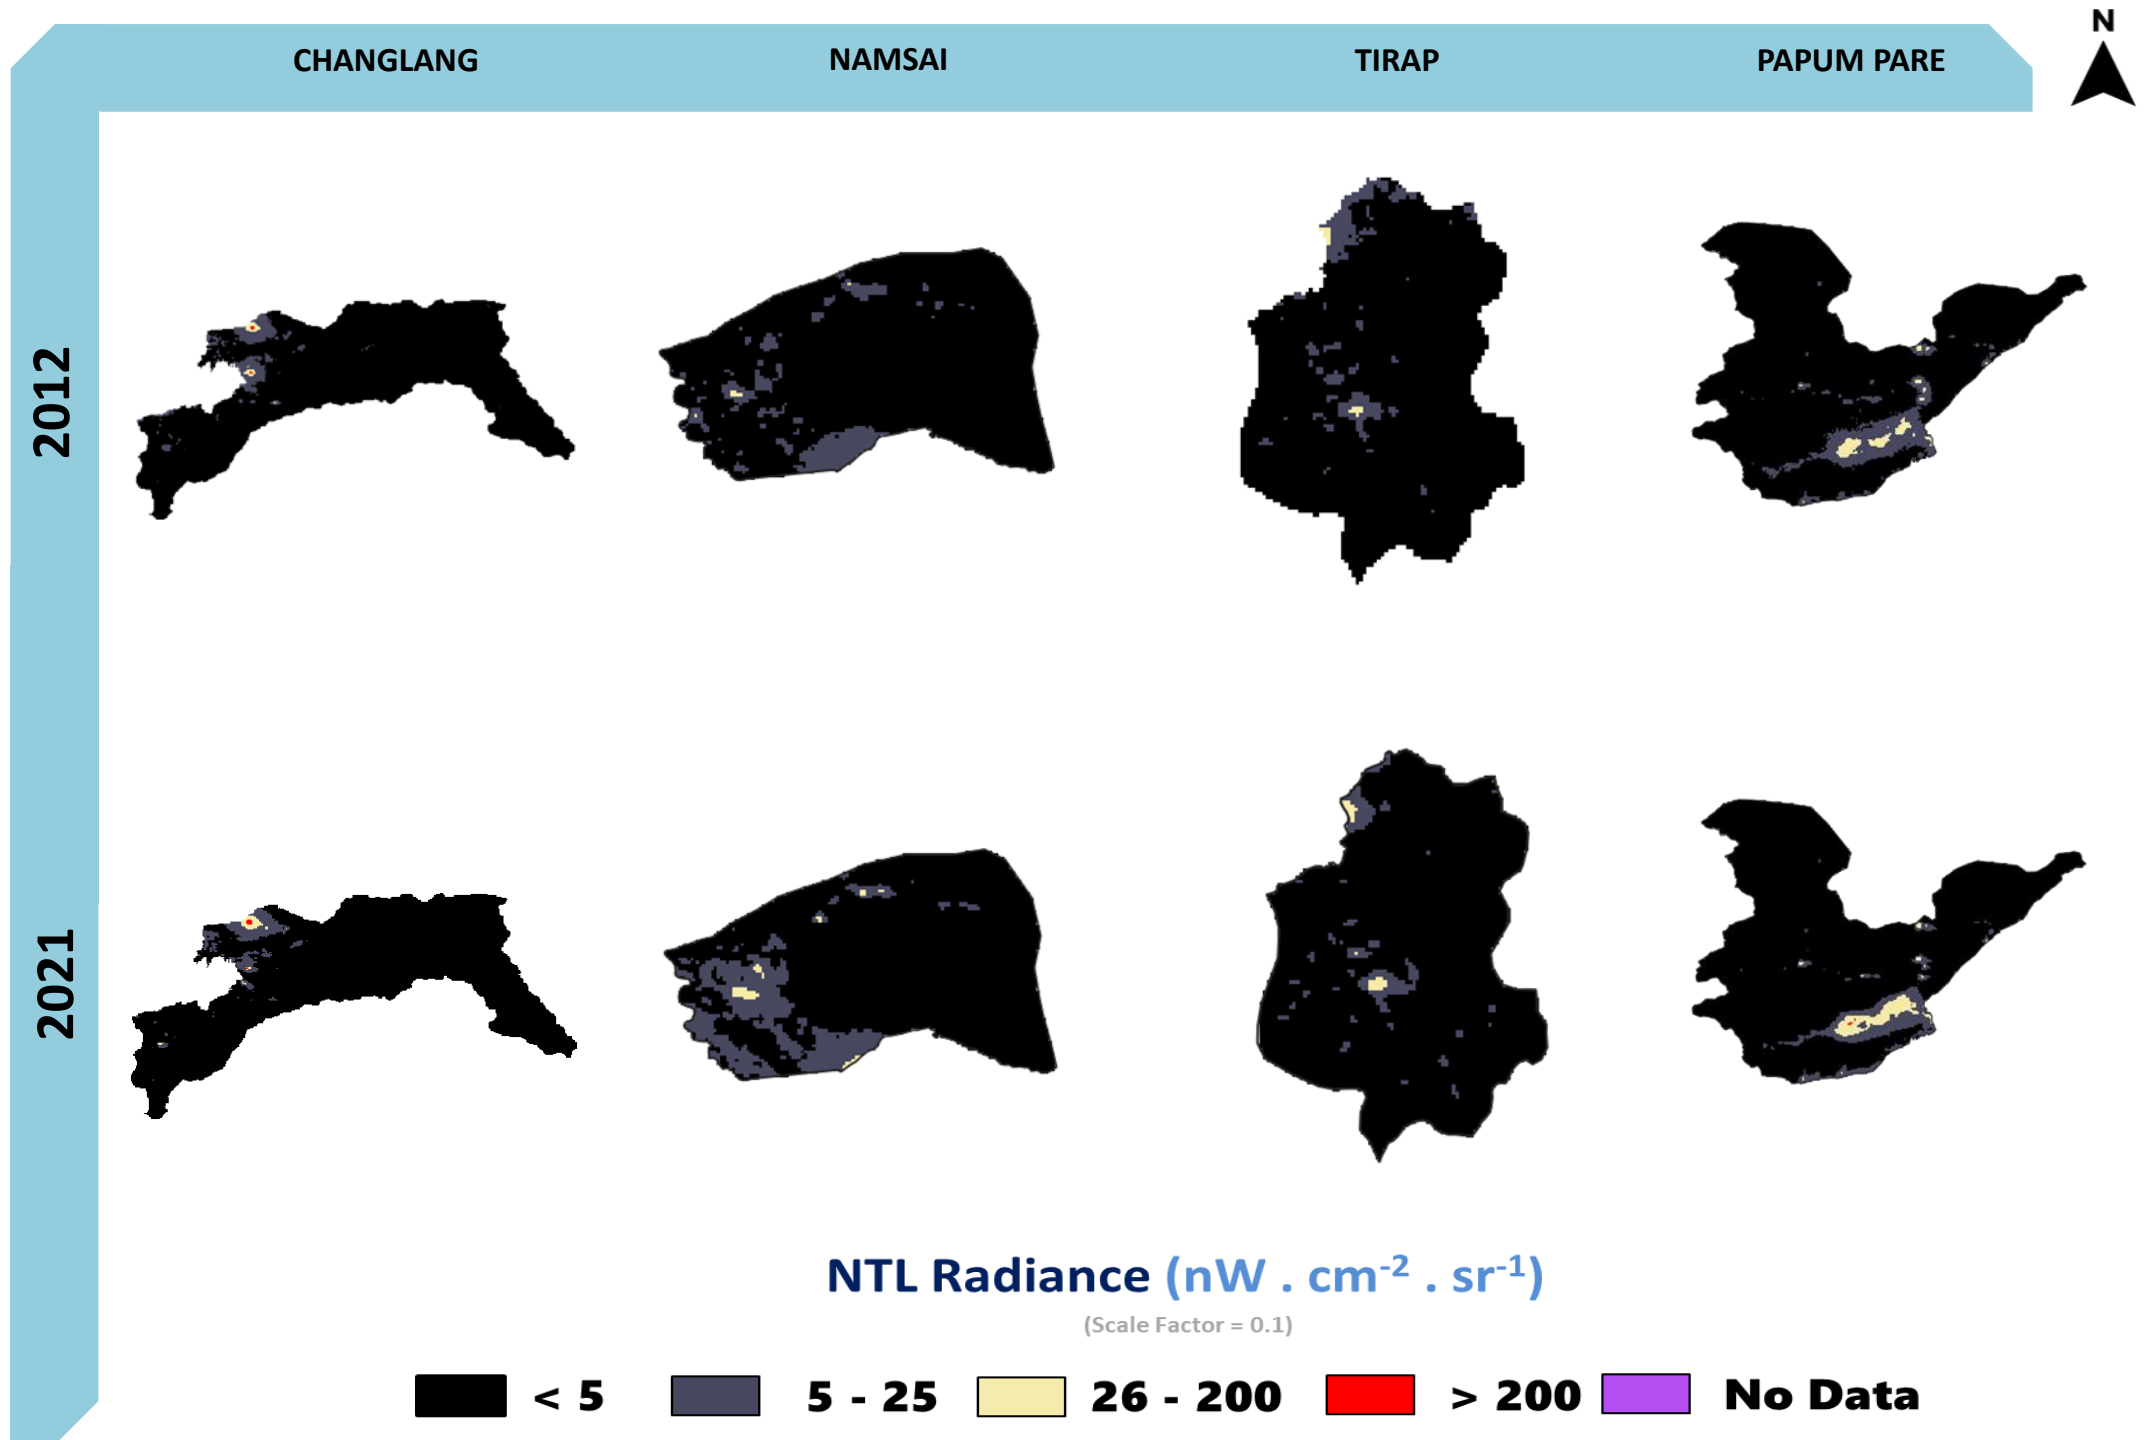 N
CHANGLANG NAMSAI TIRAP PAPUM PARE
2012
2021
NTL Radiance (nW . cm⁻² . sr⁻¹)
(Scale Factor = 0.1)
< 5 5 - 25 26 - 200 > 200 No Data